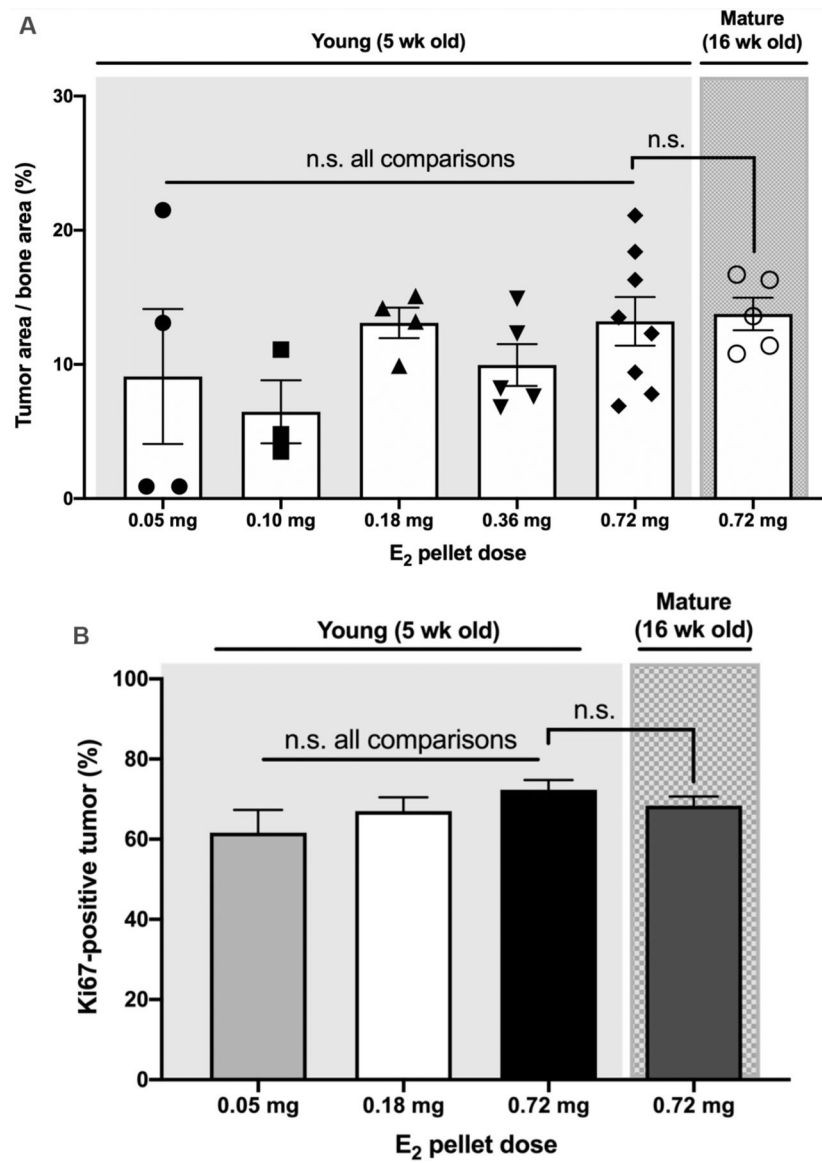 A
Young (5 wk old)
Mature
(16 wk old)
30
20
10
0
Tumor area / bone area (%)
n.s. all comparisons
n.s.
0.05 mg 0.10 mg 0.18 mg 0.36 mg 0.72 mg 0.72 mg
E₂ pellet dose
B
Young (5 wk old)
Mature
(16 wk old)
100
80
60
40
20
0
Ki67-positive tumor (%)
n.s. all comparisons
n.s.
0.05 mg 0.18 mg 0.72 mg 0.72 mg
E₂ pellet dose